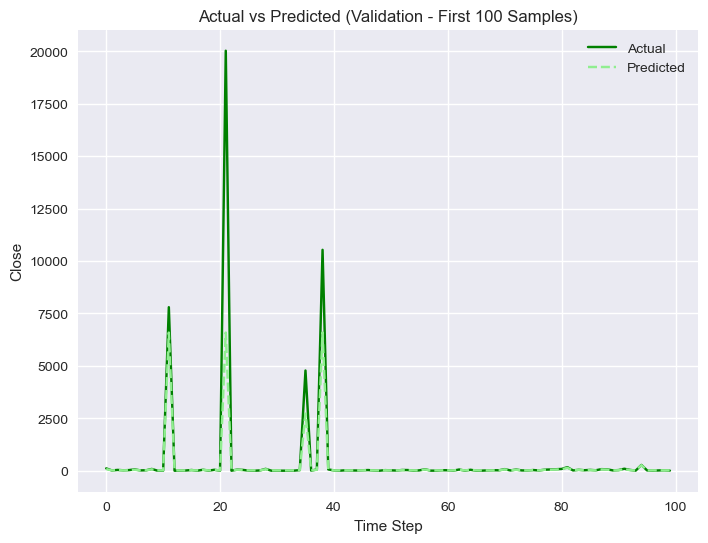 Actual vs Predicted (Validation - First 100 Samples)
Actual
Predicted
20000
17500
15000
12500
10000
7500
5000
2500
0
Close
0 20 40 60 80 100
Time Step